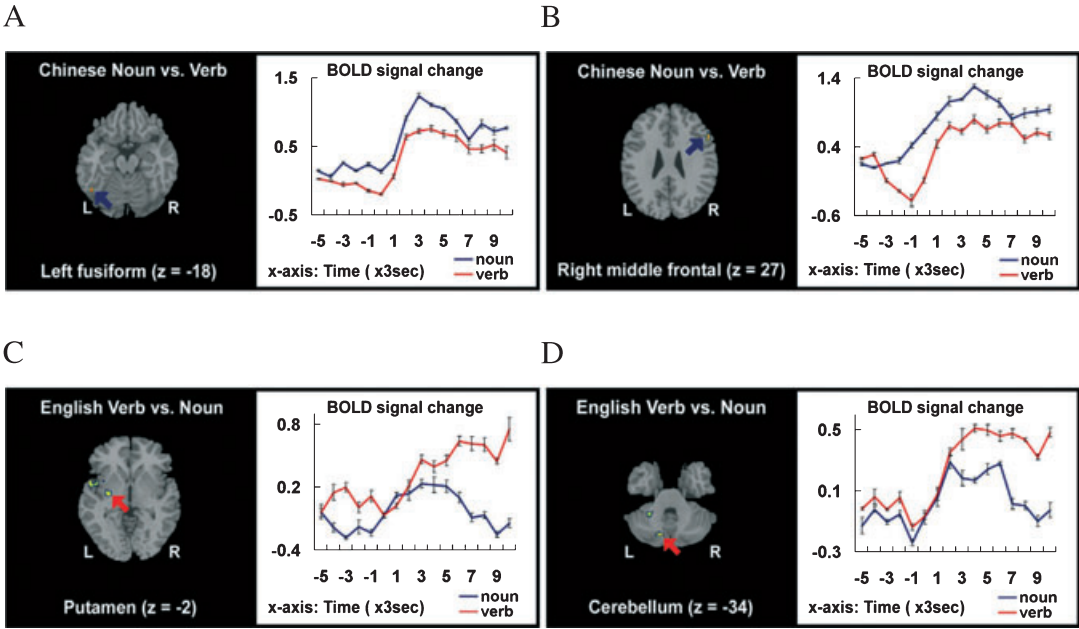 A
B
Chinese Noun vs. Verb
BOLD signal change
1.5
0.5
-0.5
-5 -3 -1 1 3 5 7 9
L R
Left fusiform (z = -18)
x-axis: Time ( x3sec)
noun
verb
Chinese Noun vs. Verb
BOLD signal change
1.4
0.4
-0.6
-5 -3 -1 1 3 5 7 9
L R
Right middle frontal (z = 27)
x-axis: Time ( x3sec)
noun
verb
C
D
English Verb vs. Noun
BOLD signal change
0.8
0.2
-0.4
-5 -3 -1 1 3 5 7 9
L R
Putamen (z = -2)
x-axis: Time ( x3sec)
noun
verb
English Verb vs. Noun
BOLD signal change
0.5
0.1
-0.3
-5 -3 -1 1 3 5 7 9
L R
Cerebellum (z = -34)
x-axis: Time ( x3sec)
noun
verb